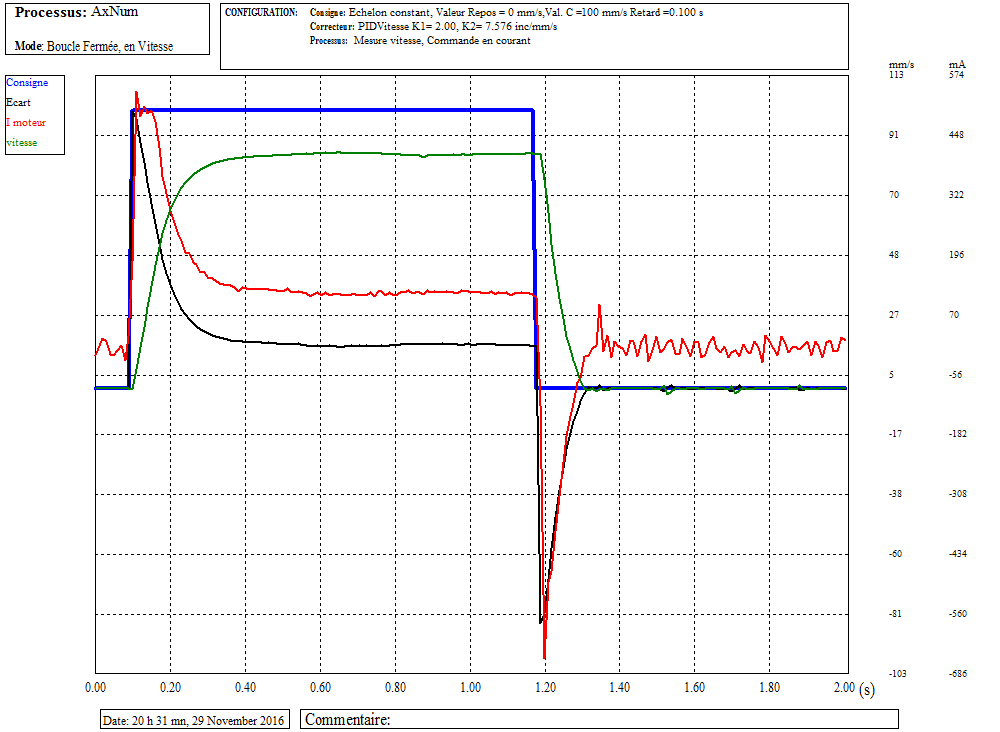 Processus: AxNum
Mode: Boucle Fermée, en Vitesse
CONFIGURATION: Consigne: Echelon constant, Valeur Repos = 0 mm/s,Val. C =100 mm/s Retard =0.100 s
Correcteur: PIDVitesse K1= 2.00, K2= 7.576 inc/mm/s
Processus: Mesure vitesse, Commande en courant
Consigne
Ecart
I moteur
vitesse
mm/s mA
113 574
91 448
70 322
48 196
27 70
5 -56
-17 -182
-38 -308
-60 -434
-81 -560
-103 -686
0.00 0.20 0.40 0.60 0.80 1.00 1.20 1.40 1.60 1.80 2.00 (s)
Date: 20 h 31 mn, 29 November 2016
Commentaire: